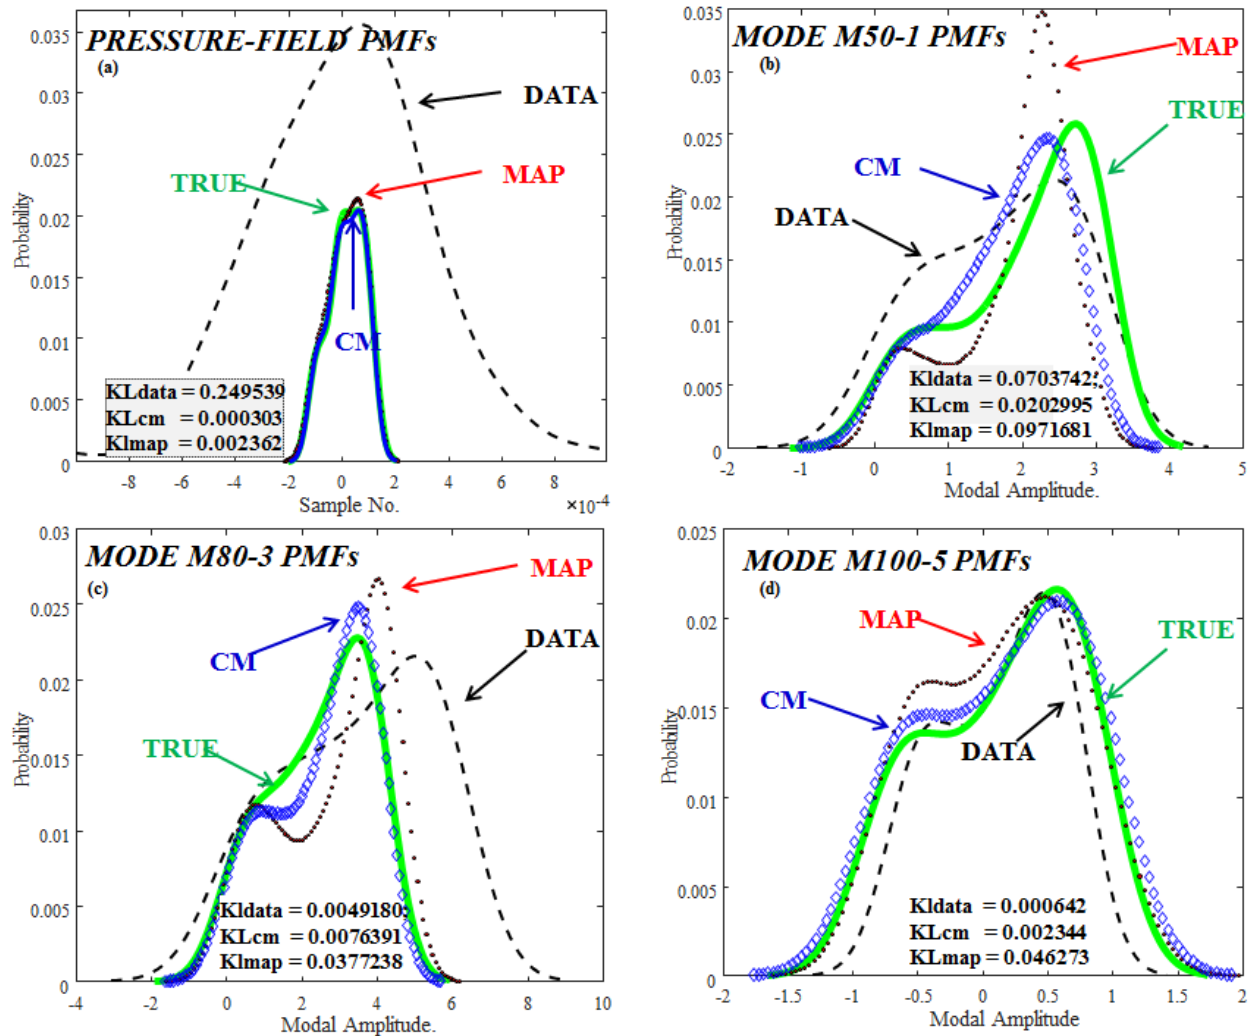 PRESSURE-FIELD PMFs
(a)
0.035
0.03
0.025
0.02
0.015
0.01
0.005
0
Probability
DATA
TRUE
MAP
CM
KLdata = 0.249539
KLcm = 0.000303
Klmap = 0.002362
-8 -6 -4 -2 0 2 4 6 8
Sample No.
×10-4
MODE M50-1 PMFs
(b)
0.035
0.03
0.025
0.02
0.015
0.01
0.005
0
Probability
MAP
TRUE
CM
DATA
Kldata = 0.0703742,
KLcm = 0.0202995
Klmap = 0.0971681
-2 -1 0 1 2 3 4 5
Modal Amplitude.
MODE M80-3 PMFs
(c)
0.03
0.025
0.02
0.015
0.01
0.005
0
Probability
MAP
DATA
CM
TRUE
Kldata = 0.0049180,
KLcm = 0.0076391
Klmap = 0.0377238
-4 -2 0 2 4 6 8 10
Modal Amplitude.
MODE M100-5 PMFs
(d)
0.025
0.02
0.015
0.01
0.005
0
Probability
MAP
TRUE
CM
DATA
Kldata = 0.000642
KLcm = 0.002344
KLmap = 0.046273
-2 -1.5 -1 -0.5 0 0.5 1 1.5 2
Modal Amplitude